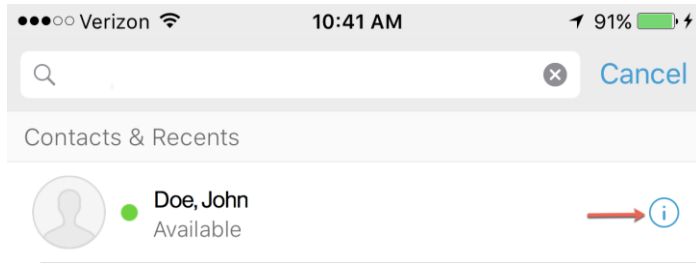 Verizon 10:41 AM 91%
Cancel
Contacts & Recents
Doe, John
Available
i